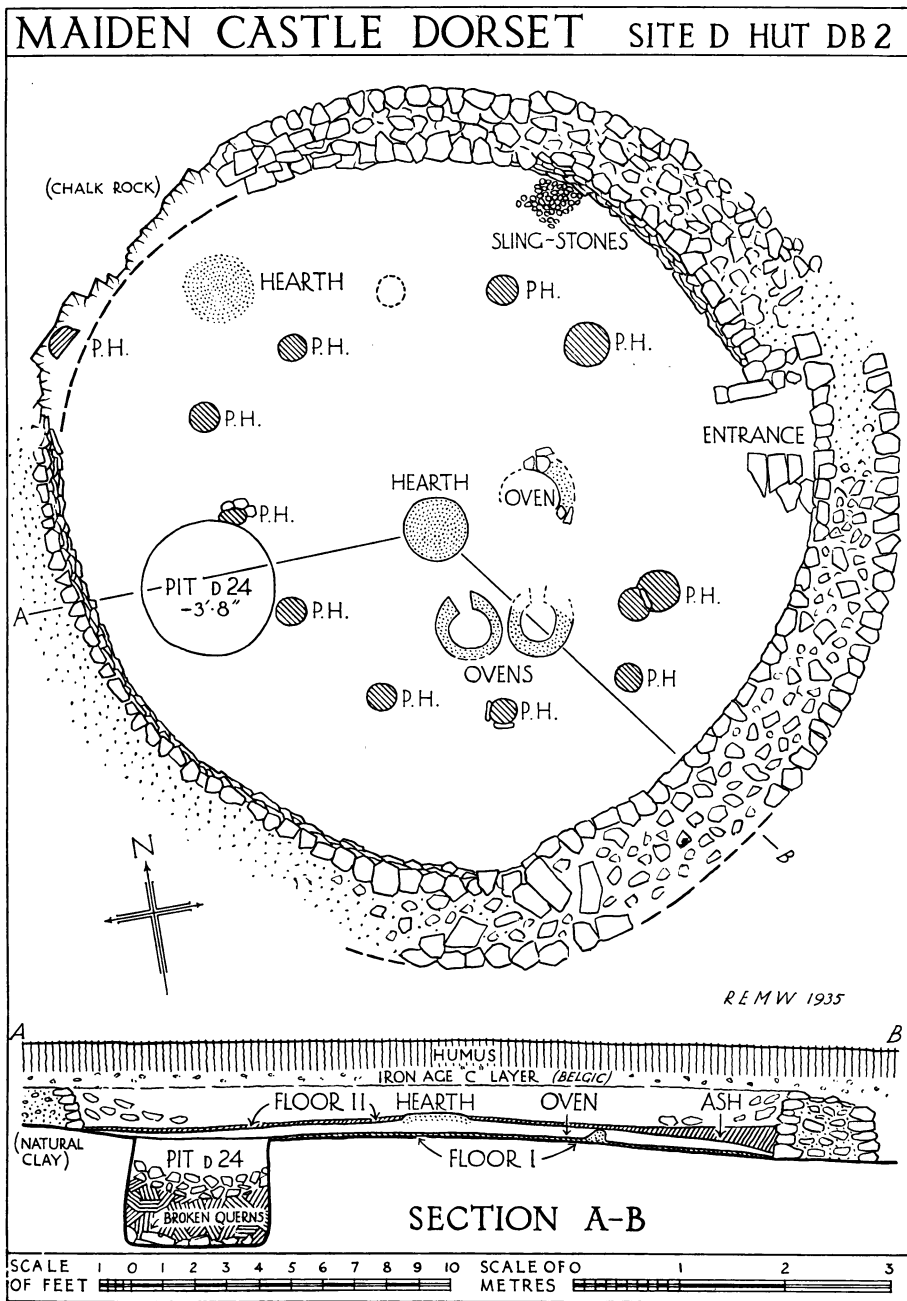 MAIDEN CASTLE DORSET SITE D HUT DB 2
(CHALK ROCK)
SLING-STONES
HEARTH
P.H.
P.H.
P.H.
P.H.
P.H.
ENTRANCE
HEARTH
OVEN
P.H.
PIT D 24
-3'·8"
A
P.H.
P.H.
OVENS
P.H
P.H.
P.H.
B
N
R E M W 1935
A B
HUMUS
IRON AGE "C" LAYER (BELGIC)
FLOOR II HEARTH OVEN ASH
(NATURAL
CLAY)
PIT D 24
FLOOR I
BROKEN QUERNS
SECTION A-B
SCALE
OF FEET
1 0 1 2 3 4 5 6 7 8 9 10
SCALE OF
METRES
0 1 2 3